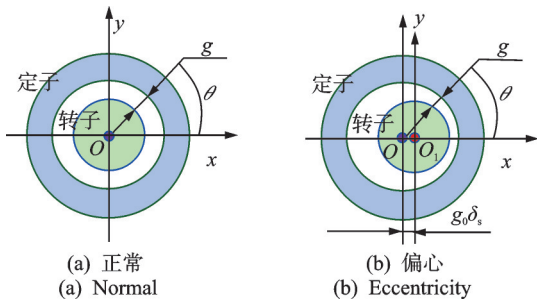 y
g
定子
θ
转子
O
x
(a) 正常
(a) Normal
y
g
定子
θ
转子
O O₁
x
g₀δₛ
(b) 偏心
(b) Eccentricity